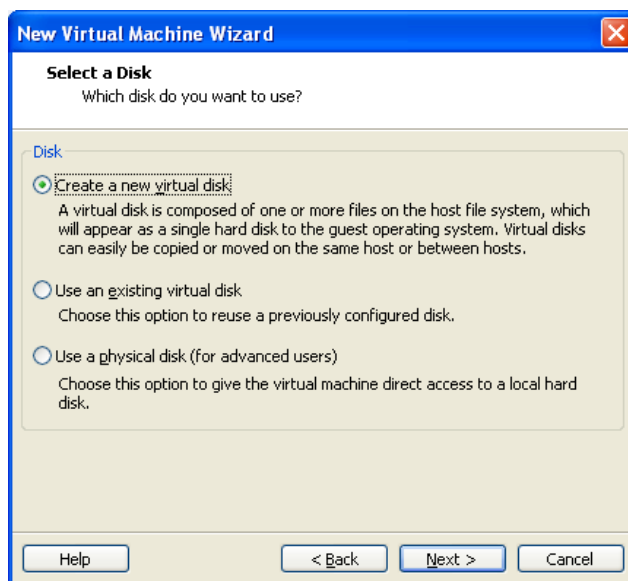 New Virtual Machine Wizard
Select a Disk
Which disk do you want to use?
Disk
Create a new virtual disk
A virtual disk is composed of one or more files on the host file system, which
will appear as a single hard disk to the guest operating system. Virtual disks
can easily be copied or moved on the same host or between hosts.
Use an existing virtual disk
Choose this option to reuse a previously configured disk.
Use a physical disk (for advanced users)
Choose this option to give the virtual machine direct access to a local hard
disk.
Help < Back Next > Cancel